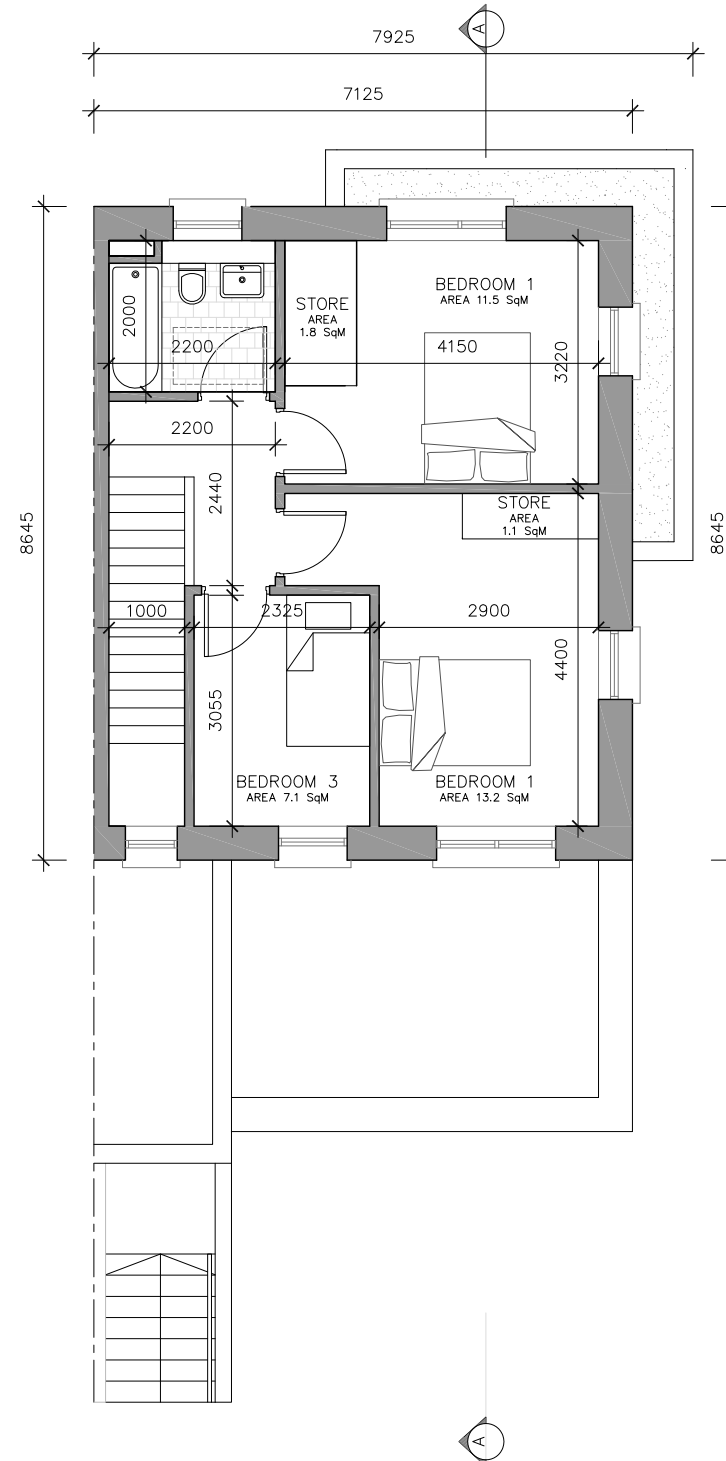 A
7925
7125
BEDROOM 1
AREA 11.5 SqM
STORE
AREA
1.8 SqM
2000
2200
4150
3220
2200
2440
STORE
AREA
1.1 SqM
8645
8645
1000
2325
2900
4400
3055
BEDROOM 3
AREA 7.1 SqM
BEDROOM 1
AREA 13.2 SqM
A